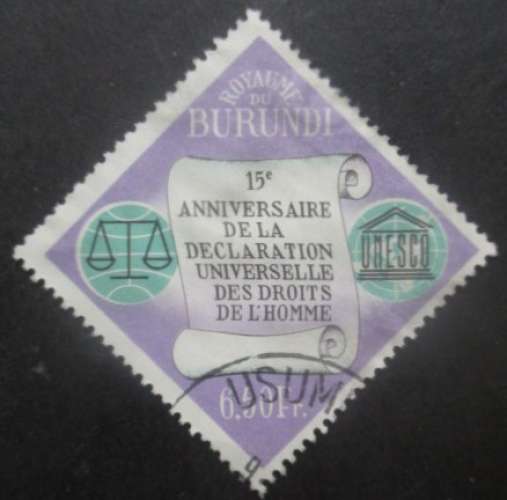 ROYAUME
DU
BURUNDI
15e
ANNIVERSAIRE
DE LA
DECLARATION
UNIVERSELLE
DES DROITS
DE L'HOMME
UNESCO
USUM
6,50Fr.